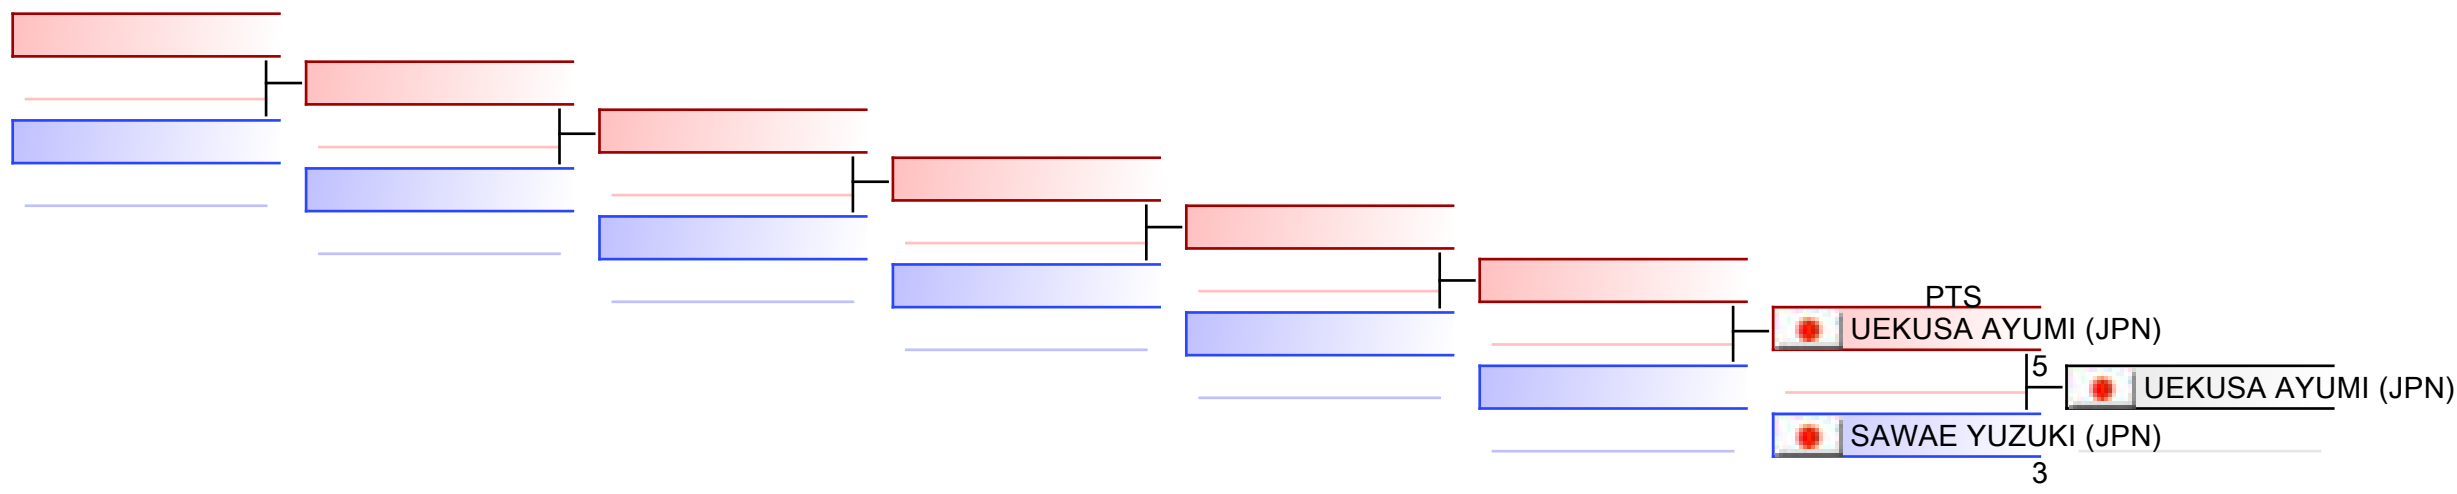 PTS
UEKUSA AYUMI (JPN)
5
UEKUSA AYUMI (JPN)
SAWAE YUZUKI (JPN)
3